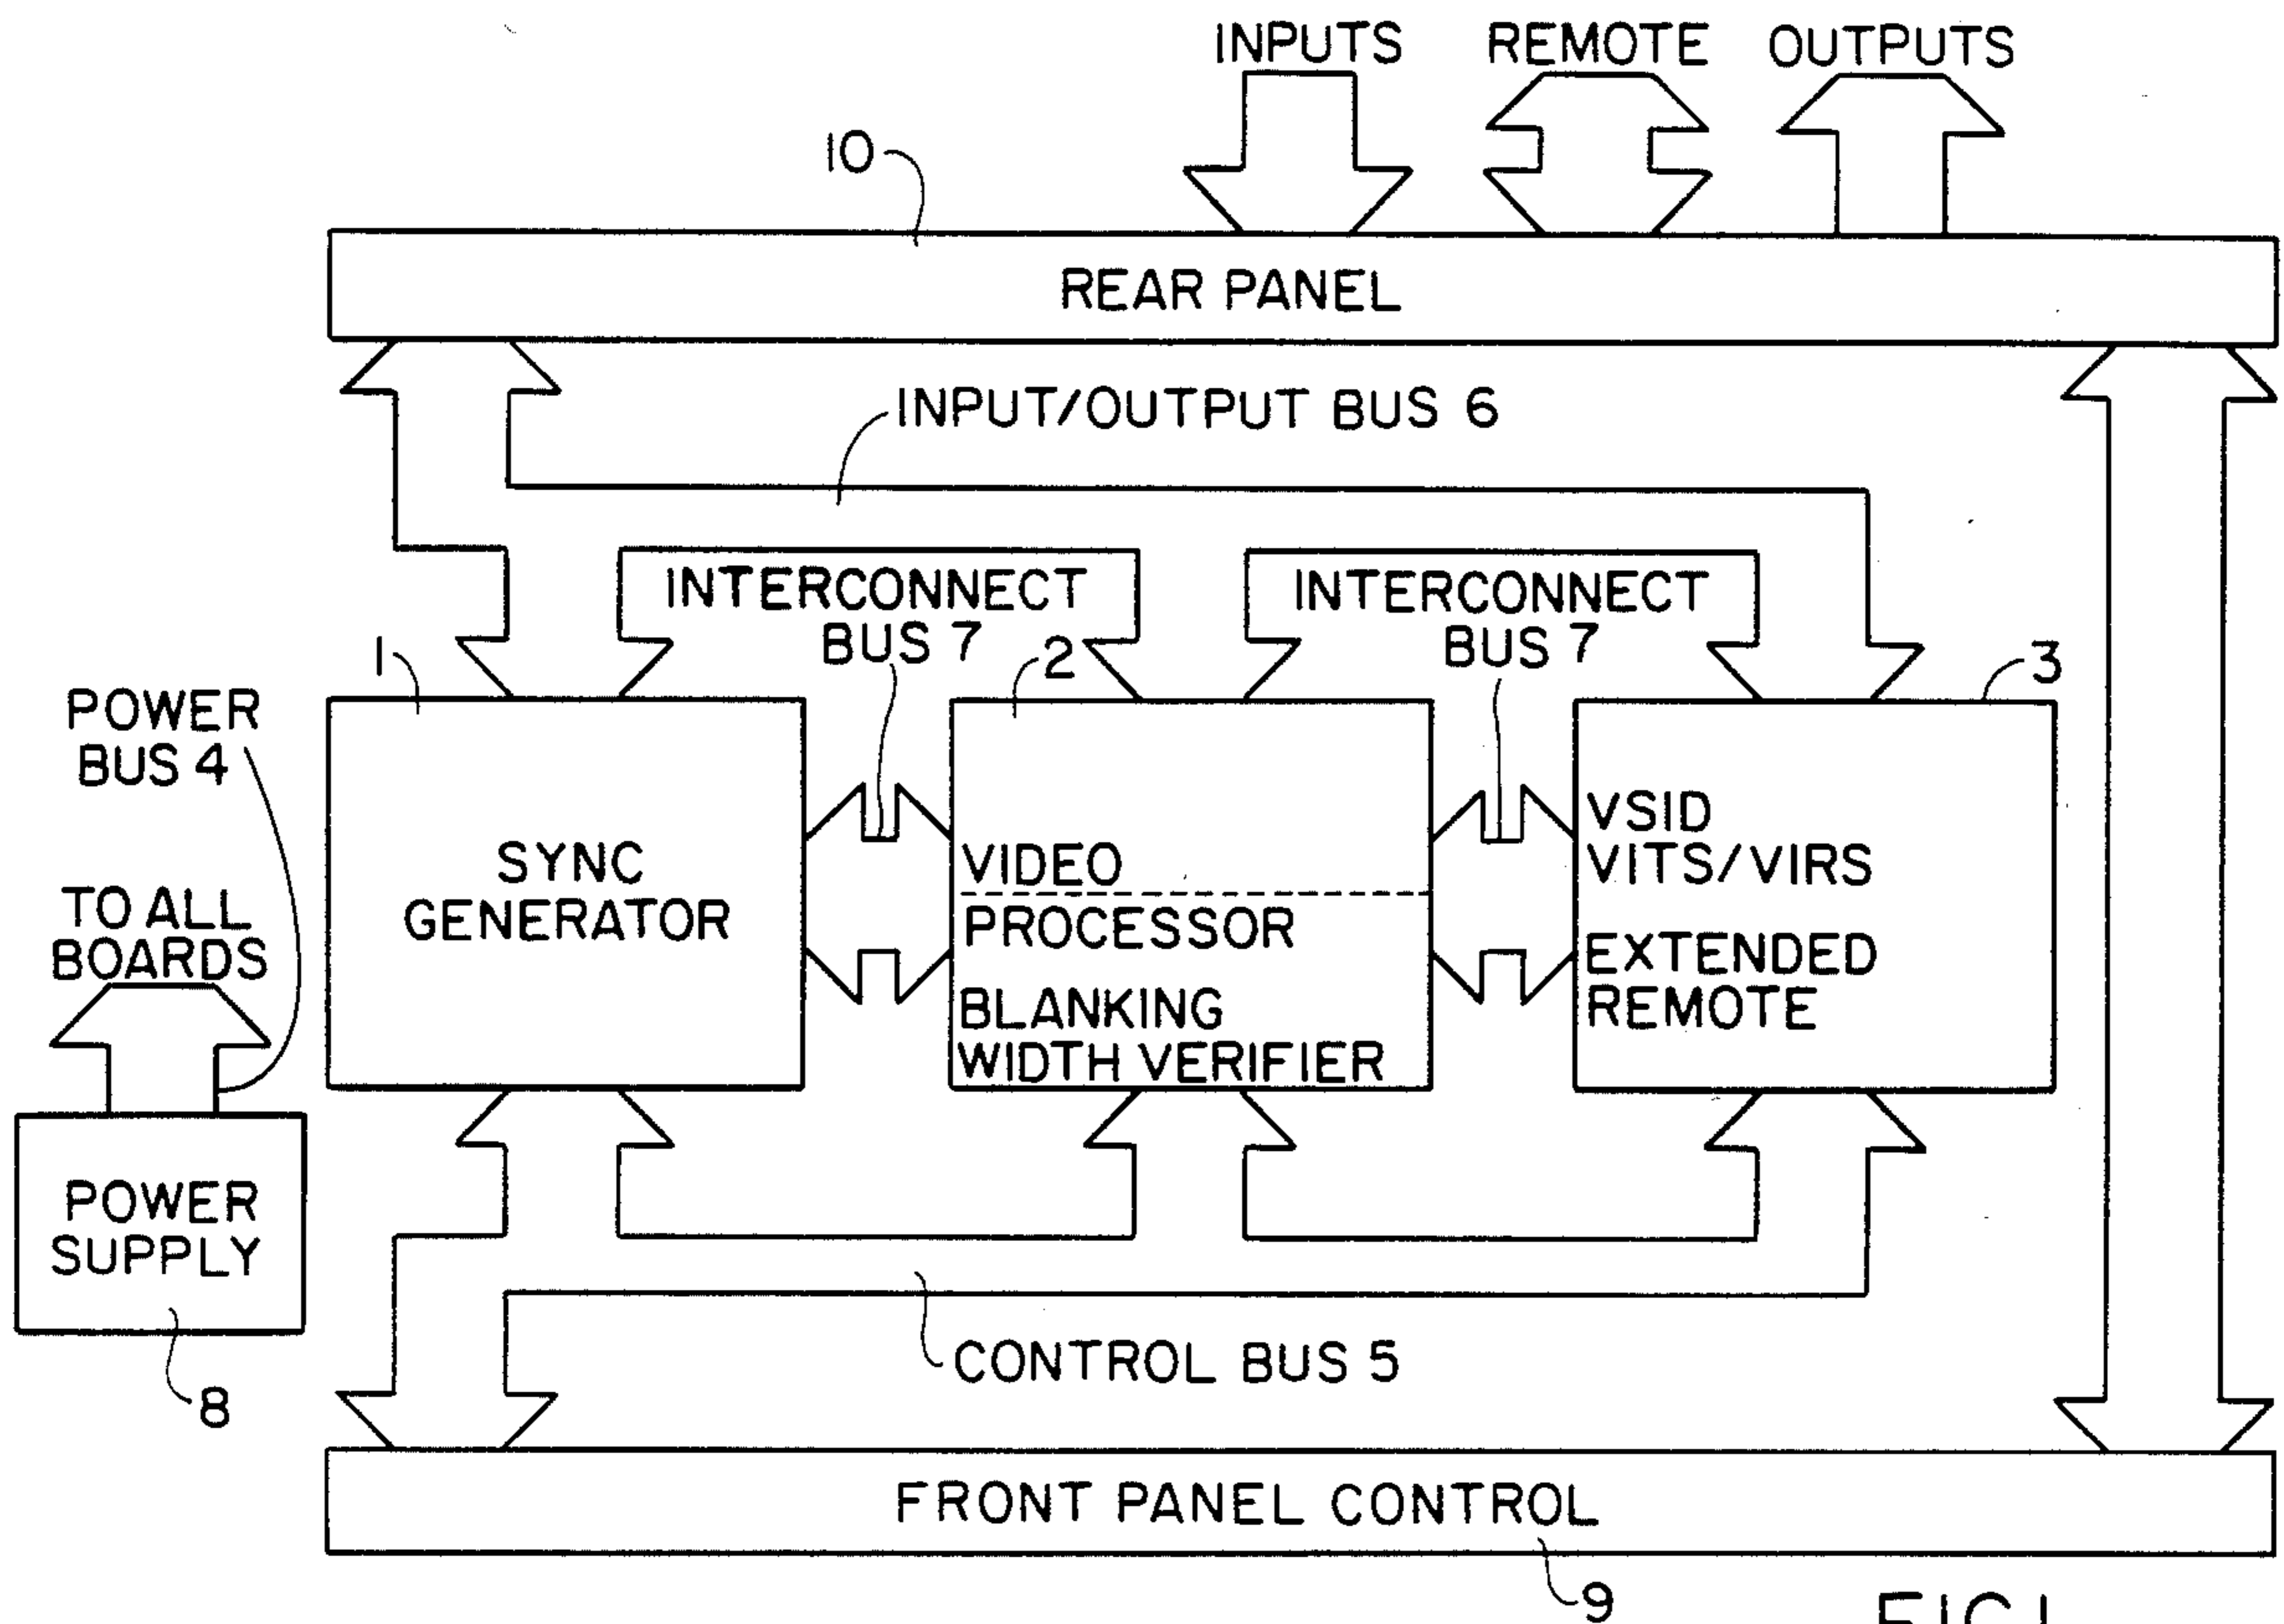 INPUTS REMOTE OUTPUTS
10
REAR PANEL
INPUT/OUTPUT BUS 6
INTERCONNECT
BUS 7
INTERCONNECT
BUS 7
1
2
3
POWER
BUS 4
TO ALL
BOARDS
SYNC
GENERATOR
VIDEO
PROCESSOR
BLANKING
WIDTH VERIFIER
VSID
VITS/VIRS
EXTENDED
REMOTE
POWER
SUPPLY
8
CONTROL BUS 5
FRONT PANEL CONTROL
9